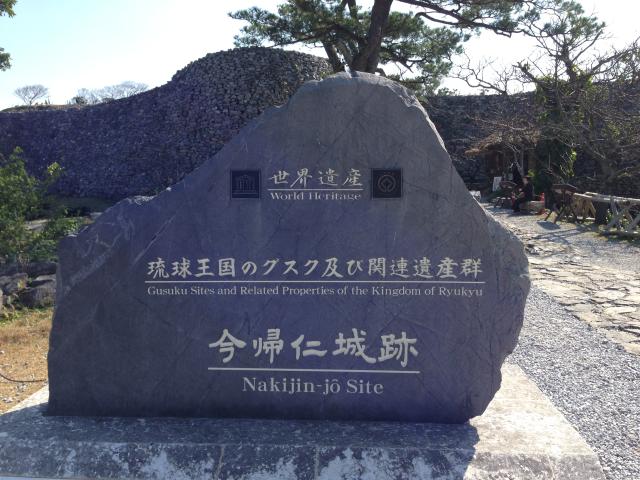 世界遺産
World Heritage
琉球王国のグスク及び関連遺産群
Gusuku Sites and Related Properties of the Kingdom of Ryukyu
今帰仁城跡
Nakijin-jô Site